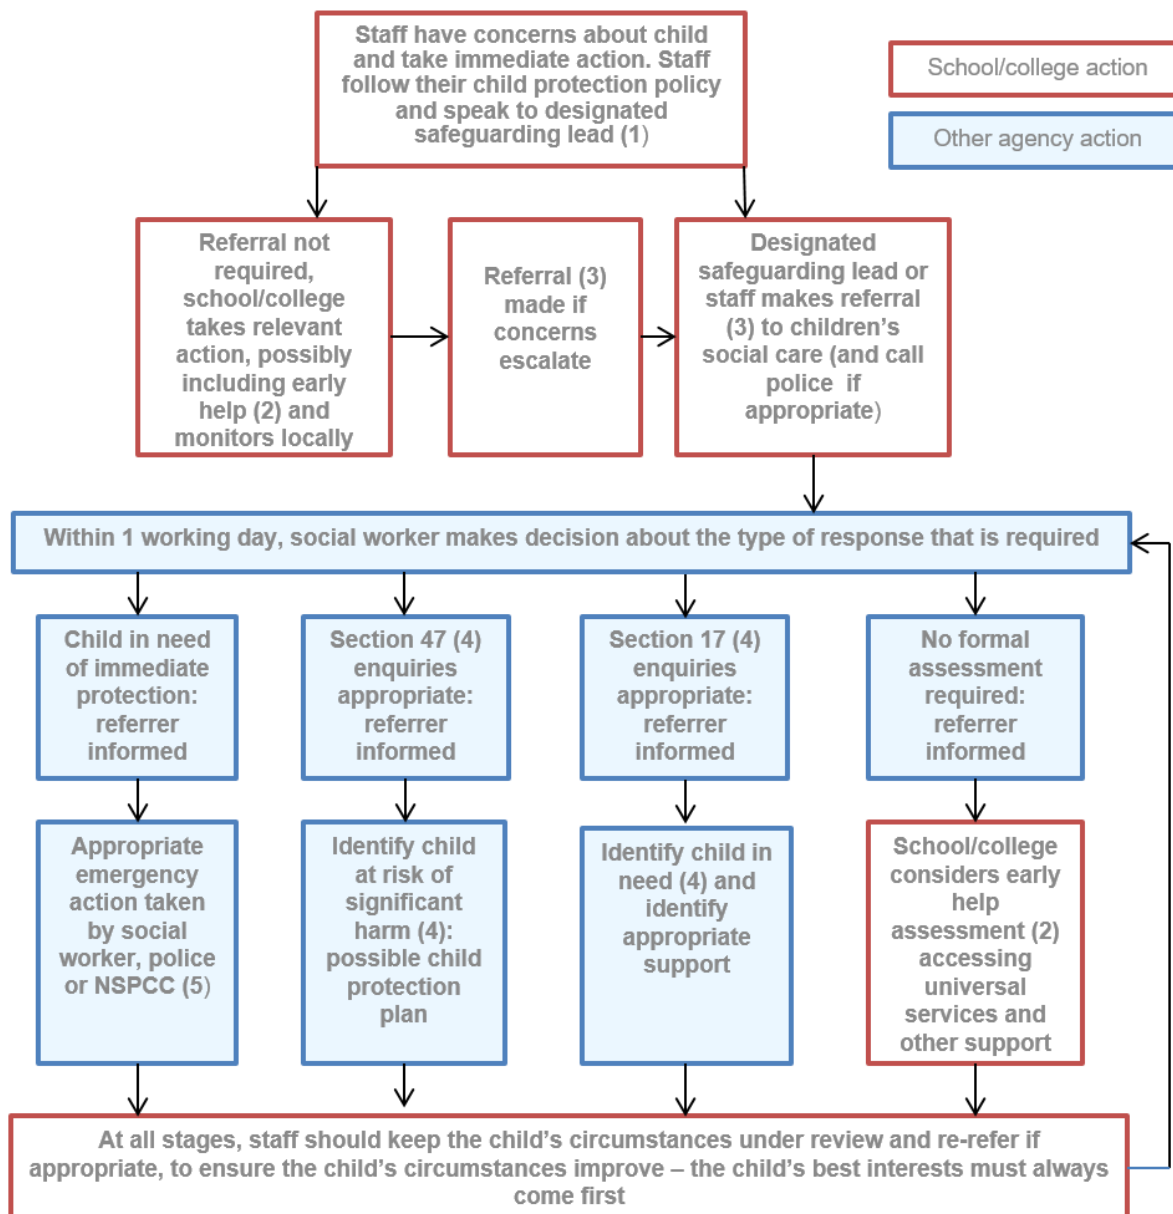 Staff have concerns about child
and take immediate action. Staff
follow their child protection policy
and speak to designated
safeguarding lead (1)
School/college action
Other agency action
Referral not
required,
school/college
takes relevant
action, possibly
including early
help (2) and
monitors locally
Referral (3)
made if
concerns
escalate
Designated
safeguarding lead or
staff makes referral
(3) to children’s
social care (and call
police if
appropriate)
Within 1 working day, social worker makes decision about the type of response that is required
Child in need
of immediate
protection:
referrer
informed
Section 47 (4)
enquiries
appropriate:
referrer
informed
Section 17 (4)
enquiries
appropriate:
referrer
informed
No formal
assessment
required:
referrer
informed
Appropriate
emergency
action taken
by social
worker, police
or NSPCC (5)
Identify child
at risk of
significant
harm (4):
possible child
protection
plan
Identify child in
need (4) and
identify
appropriate
support
School/college
considers early
help
assessment (2)
accessing
universal
services and
other support
At all stages, staff should keep the child’s circumstances under review and re-refer if
appropriate, to ensure the child’s circumstances improve – the child’s best interests must always
come first